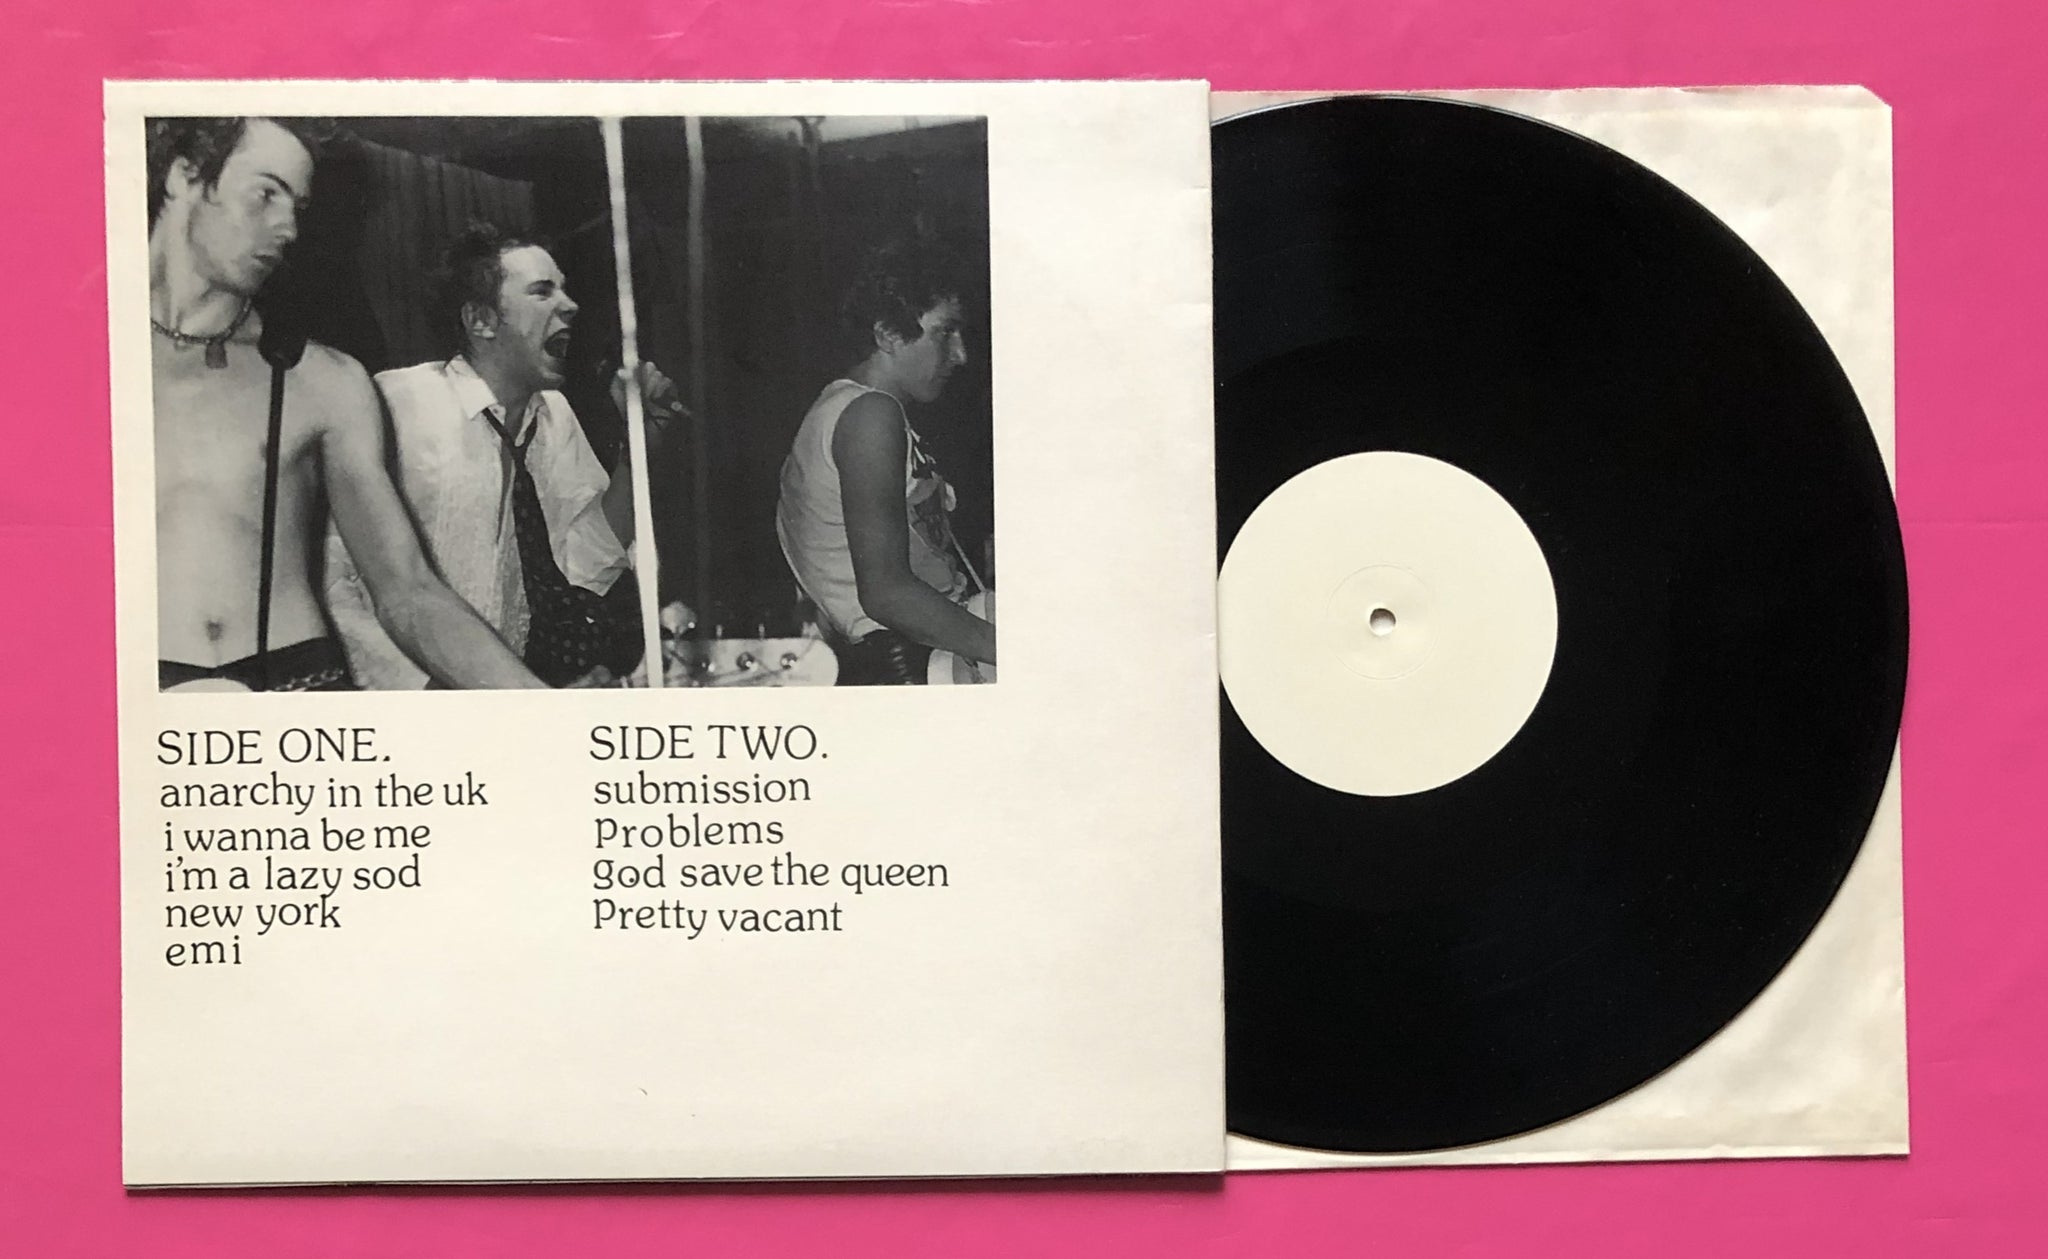 SIDE ONE.
anarchy in the uk
i wanna be me
i'm a lazy sod
new york
emi
SIDE TWO.
submission
problems
god save the queen
pretty vacant